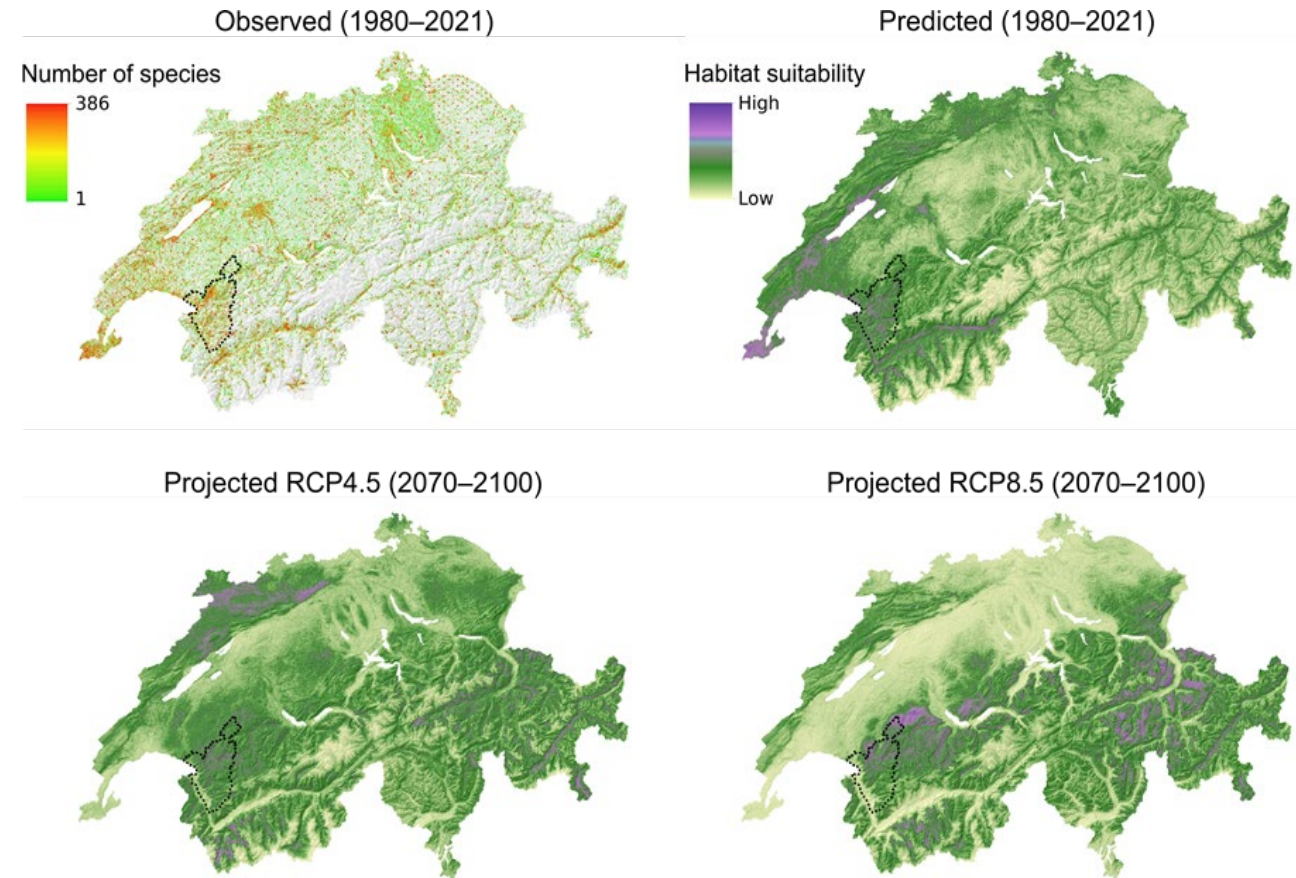 Observed (1980–2021)
Predicted (1980–2021)
Number of species
386
1
Habitat suitability
High
Low
Projected RCP4.5 (2070–2100)
Projected RCP8.5 (2070–2100)